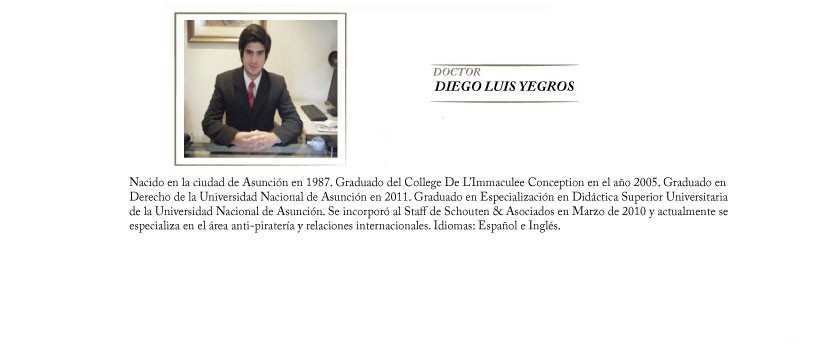 DOCTOR
DIEGO LUIS YEGROS
Nacido en la ciudad de Asunción en 1987. Graduado del College De L'Immaculee Conception en el año 2005. Graduado en
Derecho de la Universidad Nacional de Asunción en 2011. Graduado en Especialización en Didáctica Superior Universitaria
de la Universidad Nacional de Asunción. Se incorporó al Staff de Schouten & Asociados en Marzo de 2010 y actualmente se
especializa en el área anti-piratería y relaciones internacionales. Idiomas: Español e Inglés.